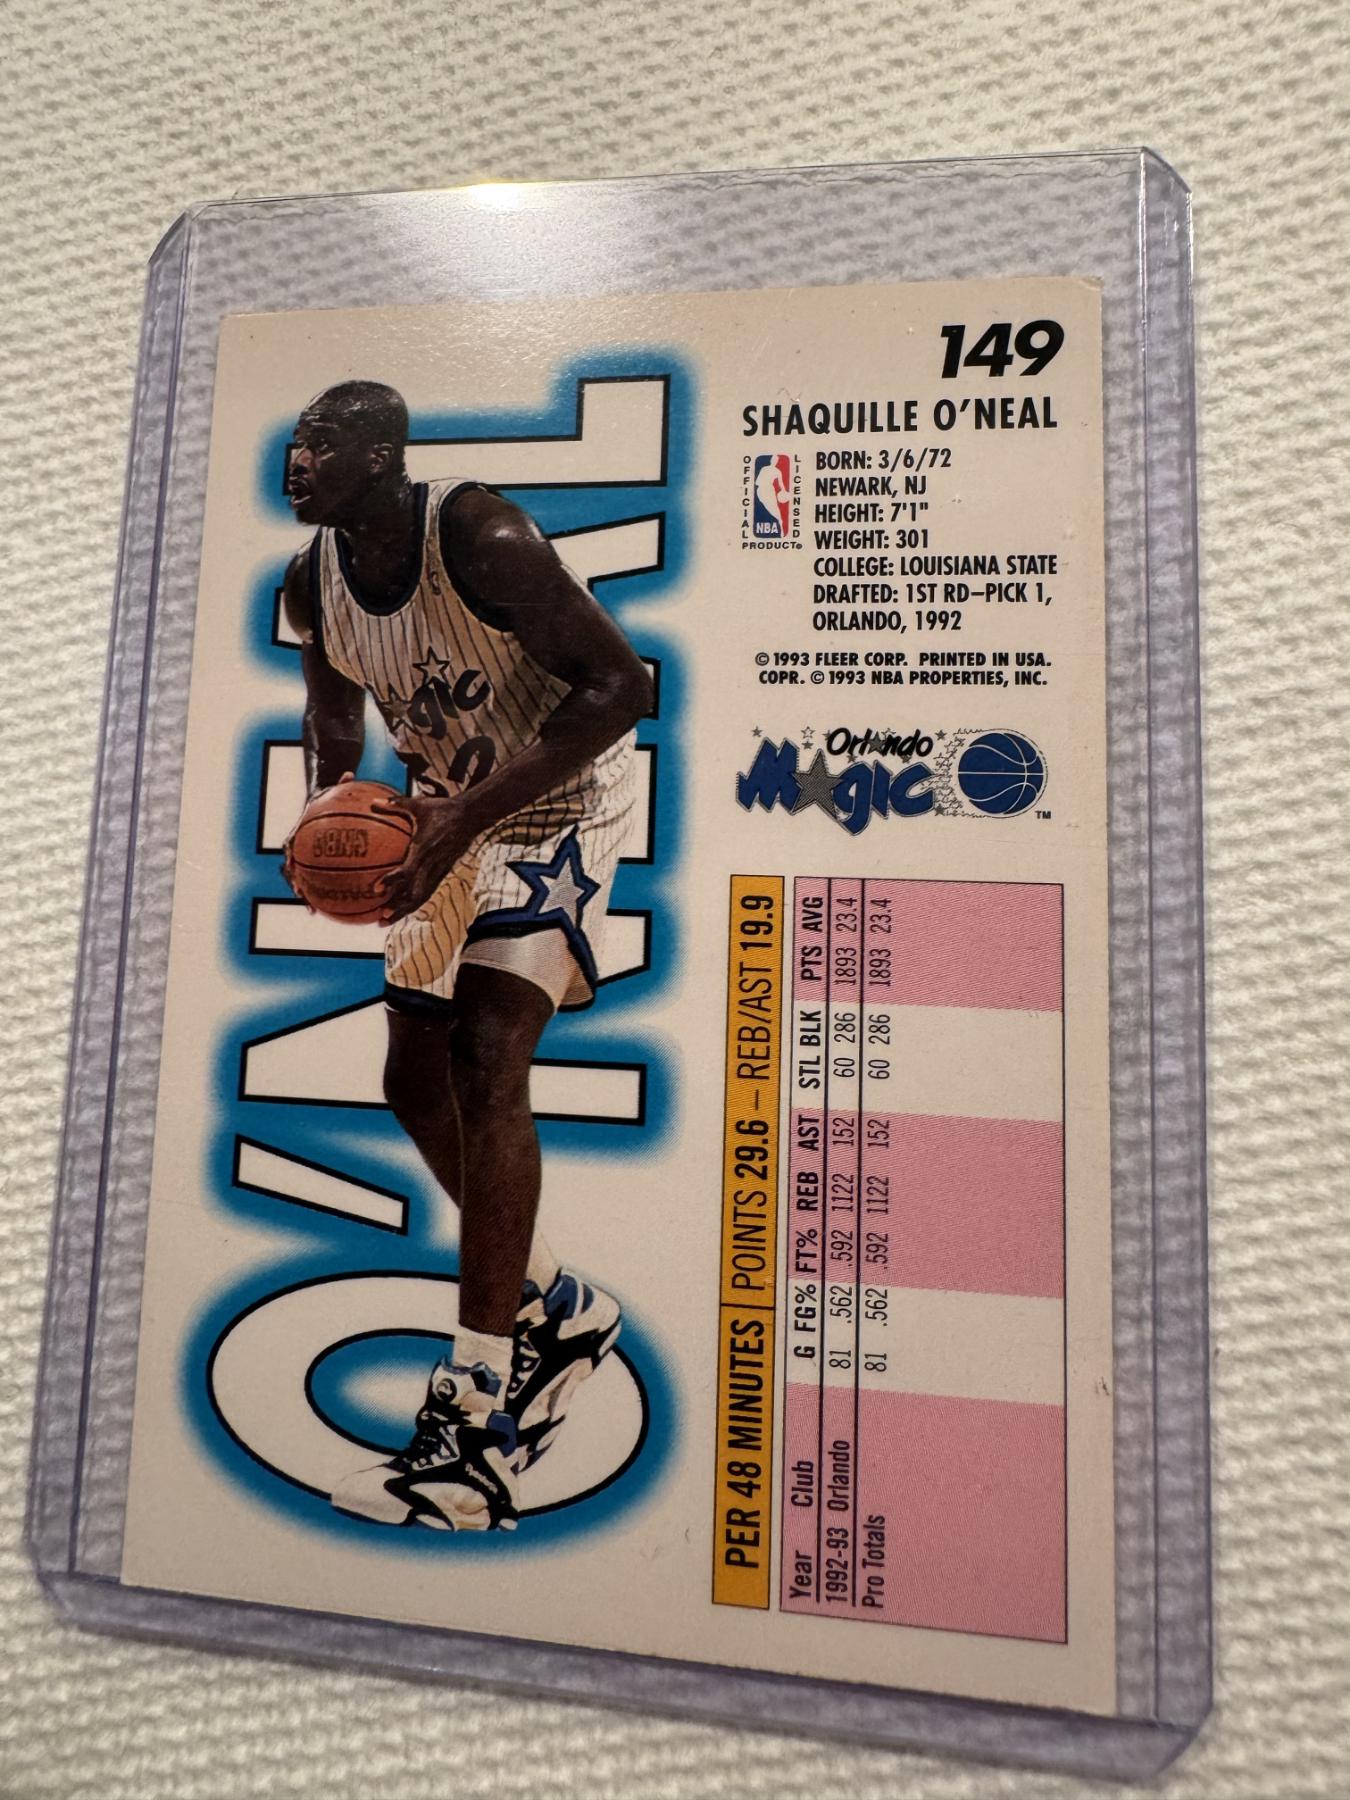 149
SHAQUILLE O'NEAL
OFFICIAL
LICENSED
NBA
PRODUCT®
BORN: 3/6/72
NEWARK, NJ
HEIGHT: 7'1"
WEIGHT: 301
COLLEGE: LOUISIANA STATE
DRAFTED: 1ST RD–PICK 1,
ORLANDO, 1992
© 1993 FLEER CORP. PRINTED IN USA.
COPR. © 1993 NBA PROPERTIES, INC.
Orlando
Magic
TM
O'NEAL
Magic
32
PER 48 MINUTES | POINTS 29.6 – REB/AST 19.9
Year Club G FG% FT% REB AST STL BLK PTS AVG
1992-93 Orlando 81 .562 .592 1122 152 60 286 1893 23.4
Pro Totals 81 .562 .592 1122 152 60 286 1893 23.4